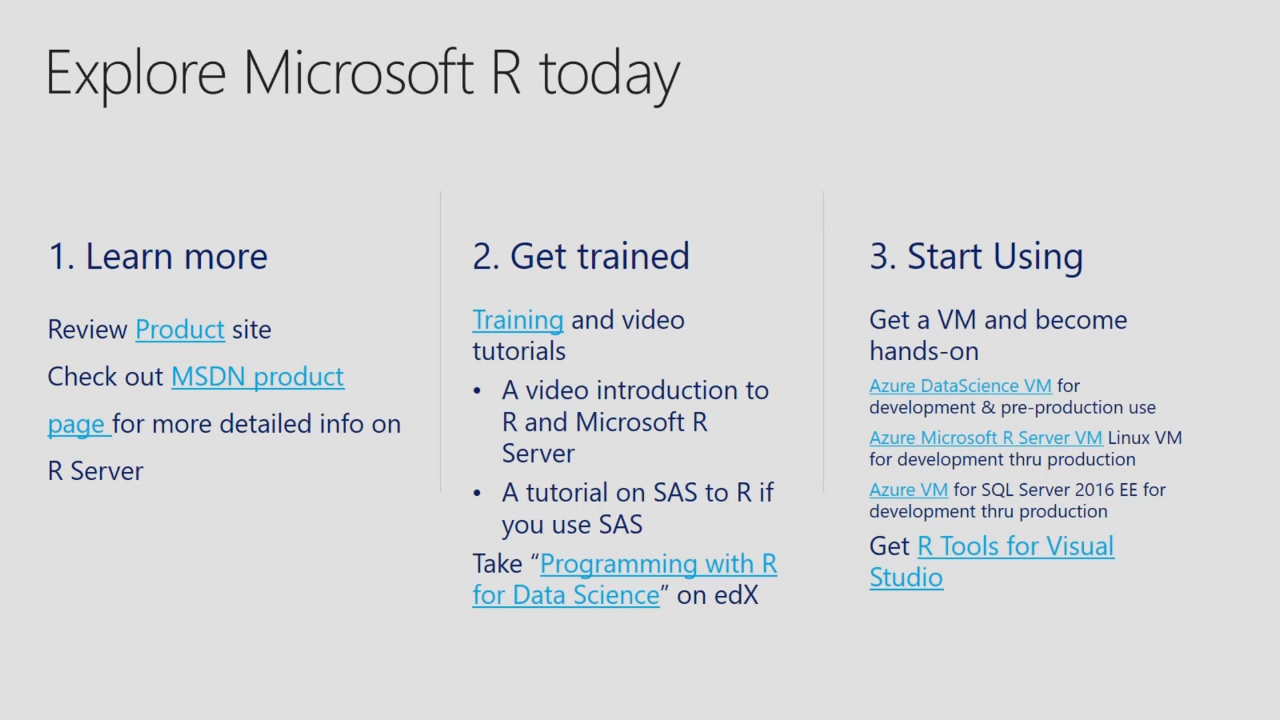 Explore Microsoft R today
1. Learn more
Review Product site
Check out MSDN product
page for more detailed info on
R Server
2. Get trained
Training and video
tutorials
• A video introduction to
R and Microsoft R
Server
• A tutorial on SAS to R if
you use SAS
Take “Programming with R
for Data Science” on edX
3. Start Using
Get a VM and become
hands-on
Azure DataScience VM for
development & pre-production use
Azure Microsoft R Server VM Linux VM
for development thru production
Azure VM for SQL Server 2016 EE for
development thru production
Get R Tools for Visual
Studio